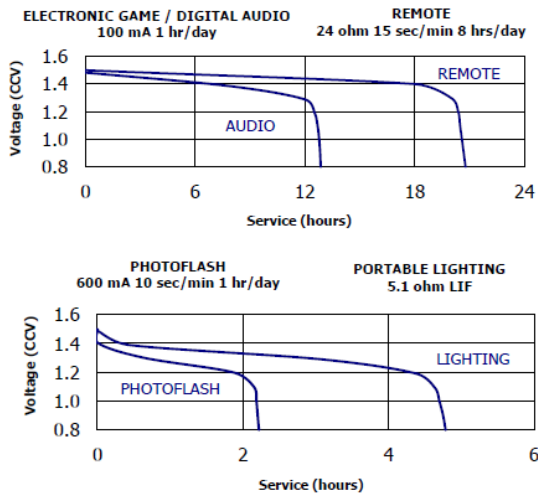 ELECTRONIC GAME / DIGITAL AUDIO
100 mA 1 hr/day
REMOTE
24 ohm 15 sec/min 8 hrs/day
Voltage (CCV)
1.6
1.4
1.2
1.0
0.8
REMOTE
AUDIO
0 6 12 18 24
Service (hours)
PHOTOFLASH
600 mA 10 sec/min 1 hr/day
PORTABLE LIGHTING
5.1 ohm LIF
Voltage (CCV)
1.6
1.4
1.2
1.0
0.8
LIGHTING
PHOTOFLASH
0 2 4 6
Service (hours)